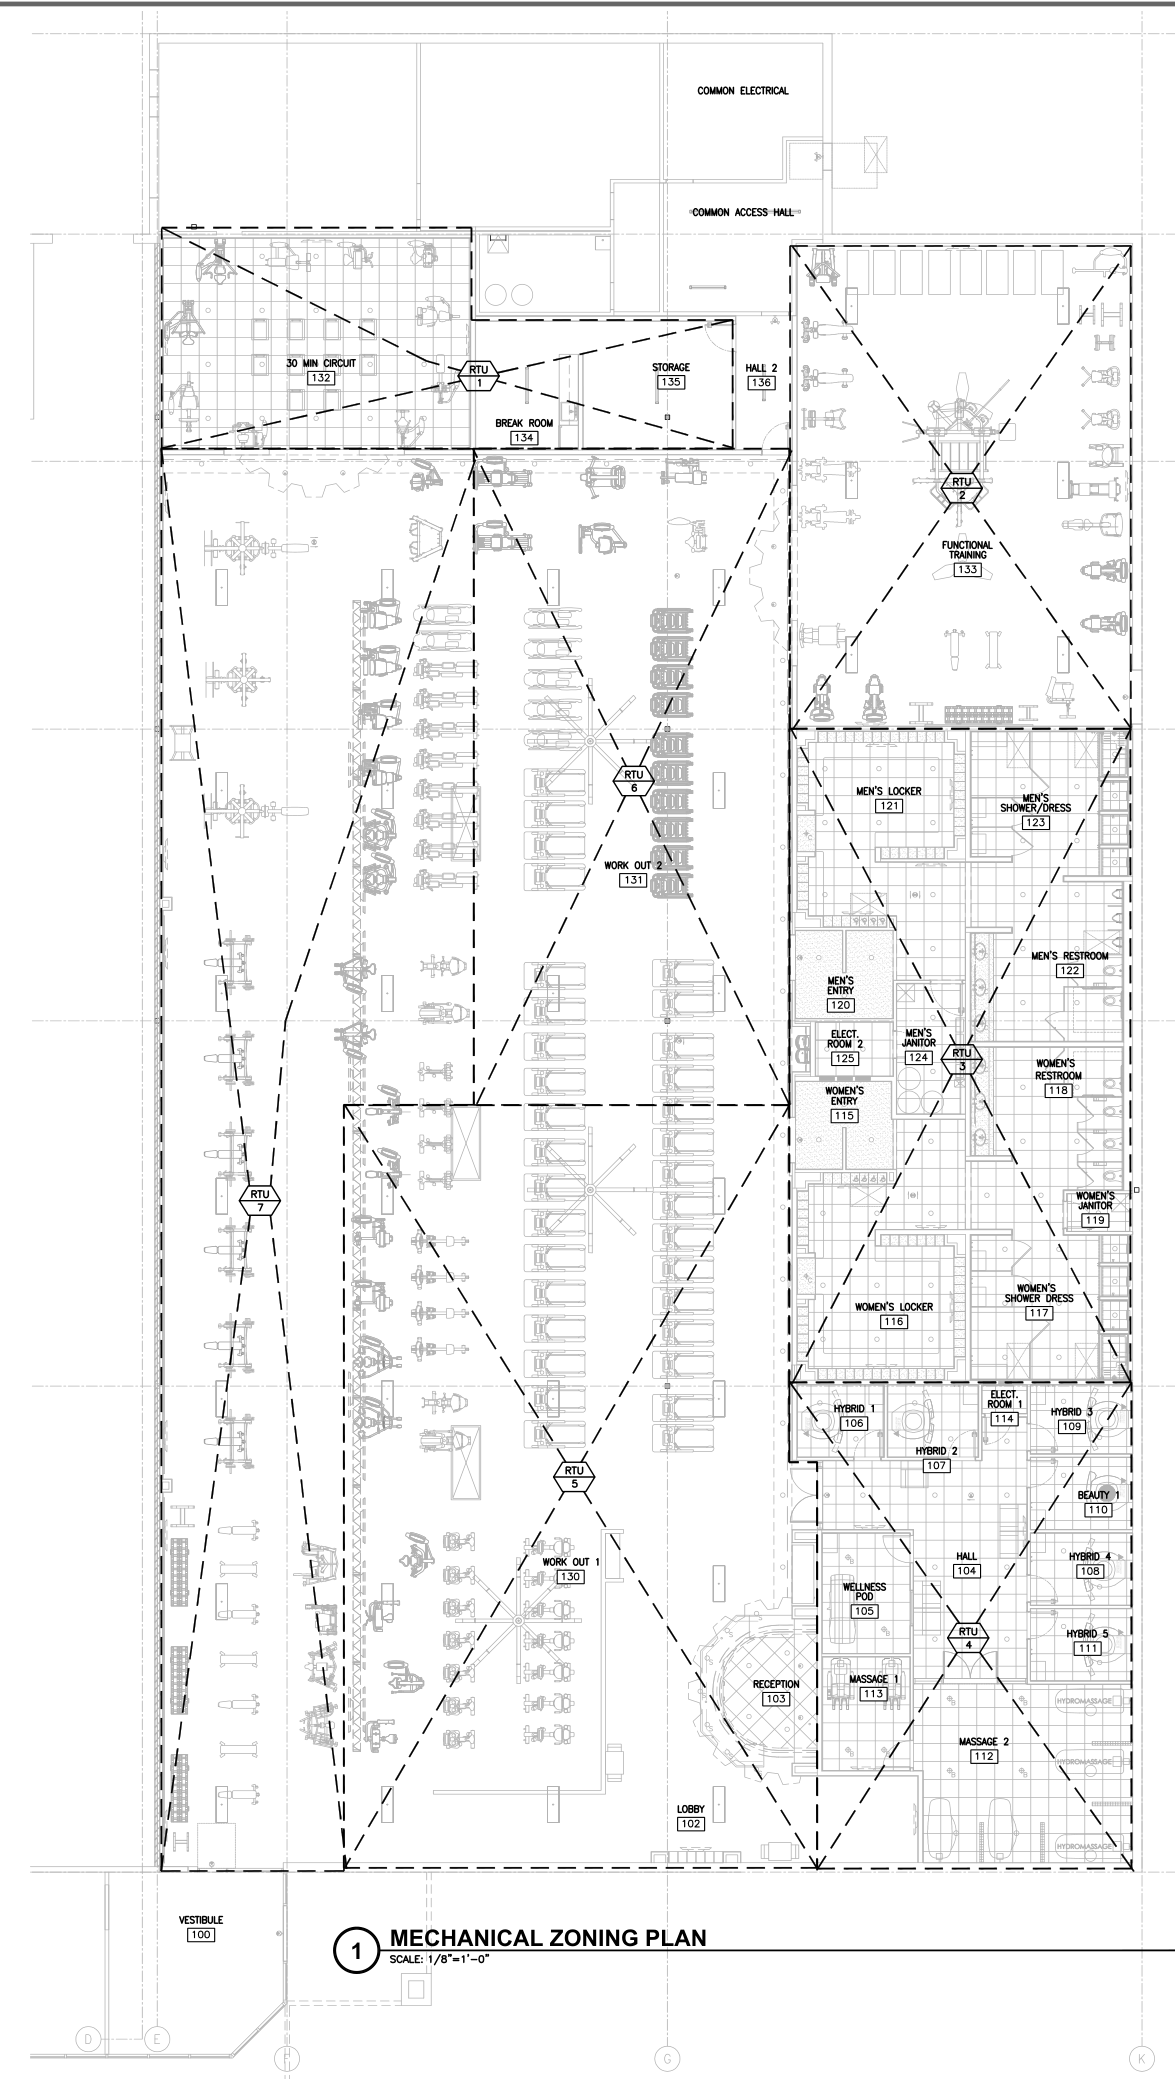 COMMON ELECTRICAL
COMMON ACCESS HALL
30 MIN CIRCUIT
132
RTU
1
STORAGE
135
HALL 2
136
BREAK ROOM
134
RTU
2
FUNCTIONAL
TRAINING
133
RTU
6
MEN'S LOCKER
121
MEN'S
SHOWER/DRESS
123
WORK OUT 2
131
MEN'S RESTROOM
122
MEN'S
ENTRY
120
ELECT.
ROOM 2
125
MEN'S
JANITOR
124
RTU
3
WOMEN'S
RESTROOM
118
WOMEN'S
ENTRY
115
RTU
7
WOMEN'S
JANITOR
119
WOMEN'S LOCKER
116
WOMEN'S
SHOWER DRESS
117
HYBRID 1
106
ELECT.
ROOM 1
114
HYBRID 3
109
HYBRID 2
107
RTU
5
BEAUTY 1
110
WORK OUT 1
130
HALL
104
HYBRID 4
108
WELLNESS
POD
105
RTU
4
HYBRID 5
111
RECEPTION
103
MASSAGE 1
113
HYDROMASSAGE
MASSAGE 2
112
HYDROMASSAGE
LOBBY
102
HYDROMASSAGE
VESTIBULE
100
1
MECHANICAL ZONING PLAN
SCALE: 1/8"=1'-0"
D
E
F
G
K